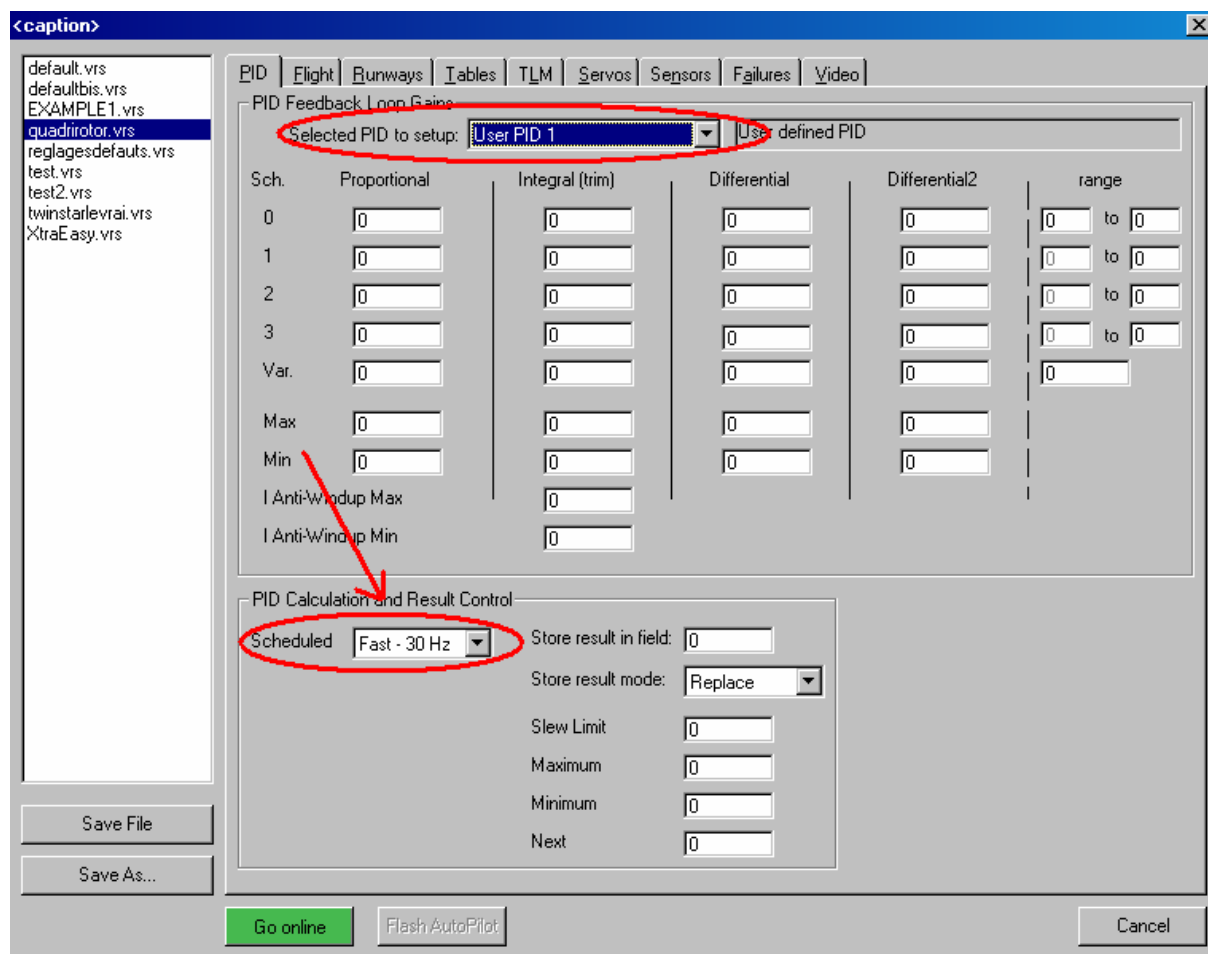 <caption>
default.vrs
defaultbis.vrs
EXAMPLE1.vrs
quadrirotor.vrs
reglagesdefauts.vrs
test.vrs
test2.vrs
twinstarlevrai.vrs
XtraEasy.vrs
Save File
Save As...
PID Flight Runways Tables TLM Servos Sensors Failures Video
PID Feedback Loop Gains
Selected PID to setup: User PID 1 User defined PID
Sch. Proportional Integral (trim) Differential Differential2 range
0 0 0 0 0 0 to 0
1 0 0 0 0 0 to 0
2 0 0 0 0 0 to 0
3 0 0 0 0 0 to 0
Var. 0 0 0 0 0
Max 0 0 0 0
Min 0 0 0 0
I Anti-Windup Max 0
I Anti-Windup Min 0
PID Calculation and Result Control
Scheduled Fast - 30 Hz Store result in field: 0
Store result mode: Replace
Slew Limit 0
Maximum 0
Minimum 0
Next 0
Go online Flash AutoPilot Cancel